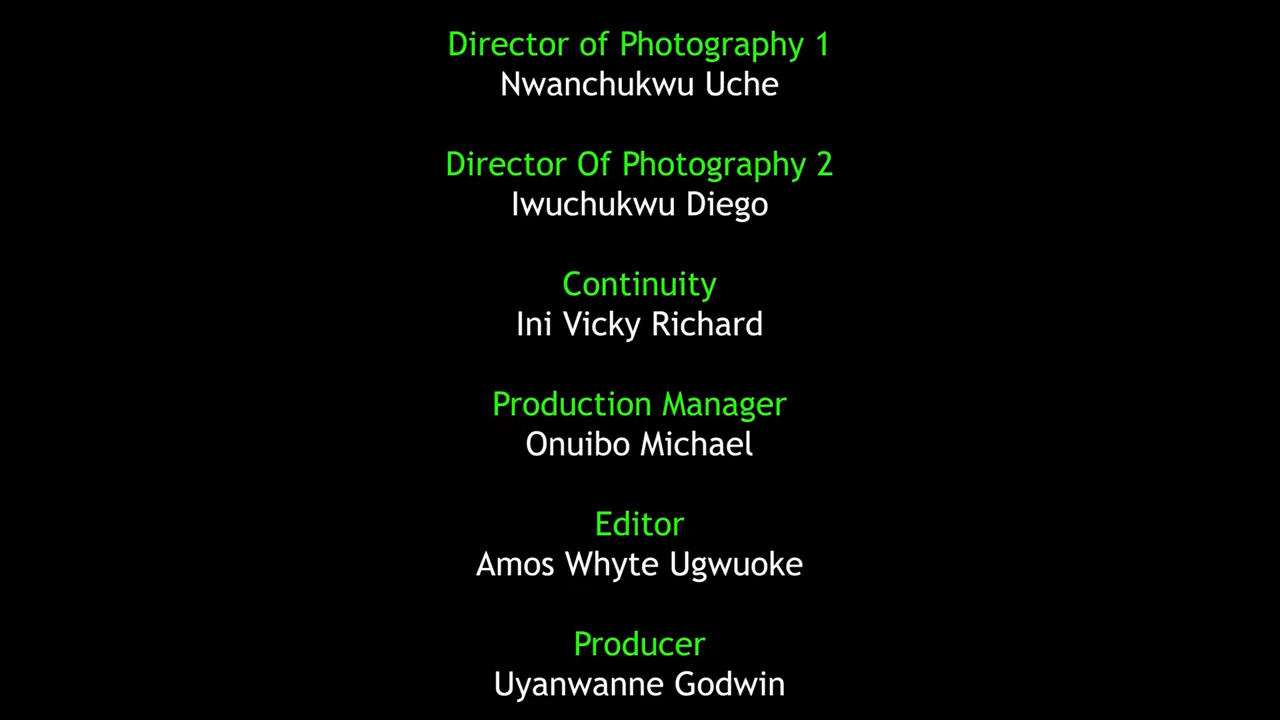 Director of Photography 1
Nwanchukwu Uche
Director Of Photography 2
Iwuchukwu Diego
Continuity
Ini Vicky Richard
Production Manager
Onuibo Michael
Editor
Amos Whyte Ugwuoke
Producer
Uyanwanne Godwin